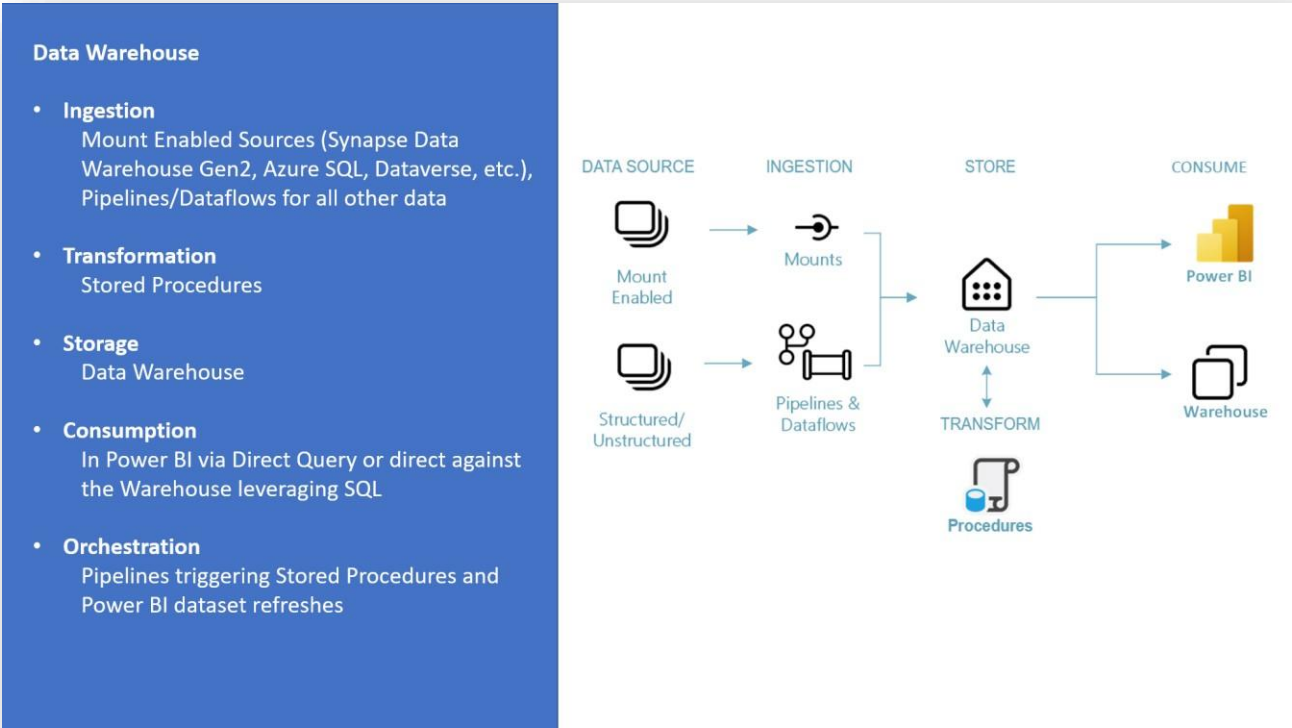 Data Warehouse
• Ingestion
Mount Enabled Sources (Synapse Data
Warehouse Gen2, Azure SQL, Dataverse, etc.),
Pipelines/Dataflows for all other data
• Transformation
Stored Procedures
• Storage
Data Warehouse
• Consumption
In Power BI via Direct Query or direct against
the Warehouse leveraging SQL
• Orchestration
Pipelines triggering Stored Procedures and
Power BI dataset refreshes
DATA SOURCE
INGESTION
STORE
CONSUME
Mount
Enabled
Mounts
Power BI
Data
Warehouse
Structured/
Unstructured
Pipelines &
Dataflows
TRANSFORM
Warehouse
Procedures